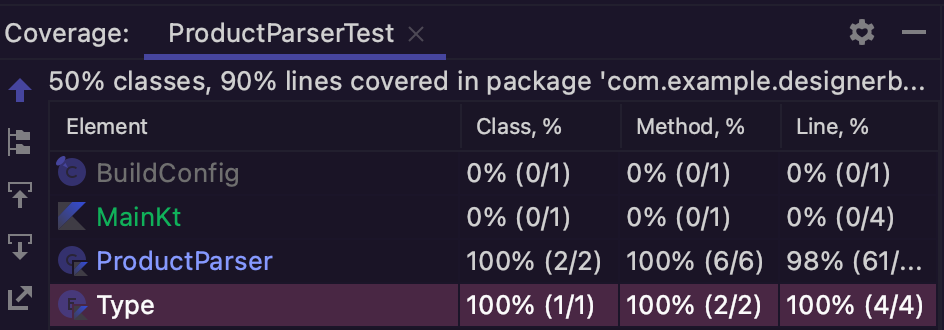 Coverage: ProductParserTest
50% classes, 90% lines covered in package 'com.example.designerb...
Element Class, % Method, % Line, %
BuildConfig 0% (0/1) 0% (0/1) 0% (0/1)
MainKt 0% (0/1) 0% (0/1) 0% (0/4)
ProductParser 100% (2/2) 100% (6/6) 98% (61/...
Type 100% (1/1) 100% (2/2) 100% (4/4)